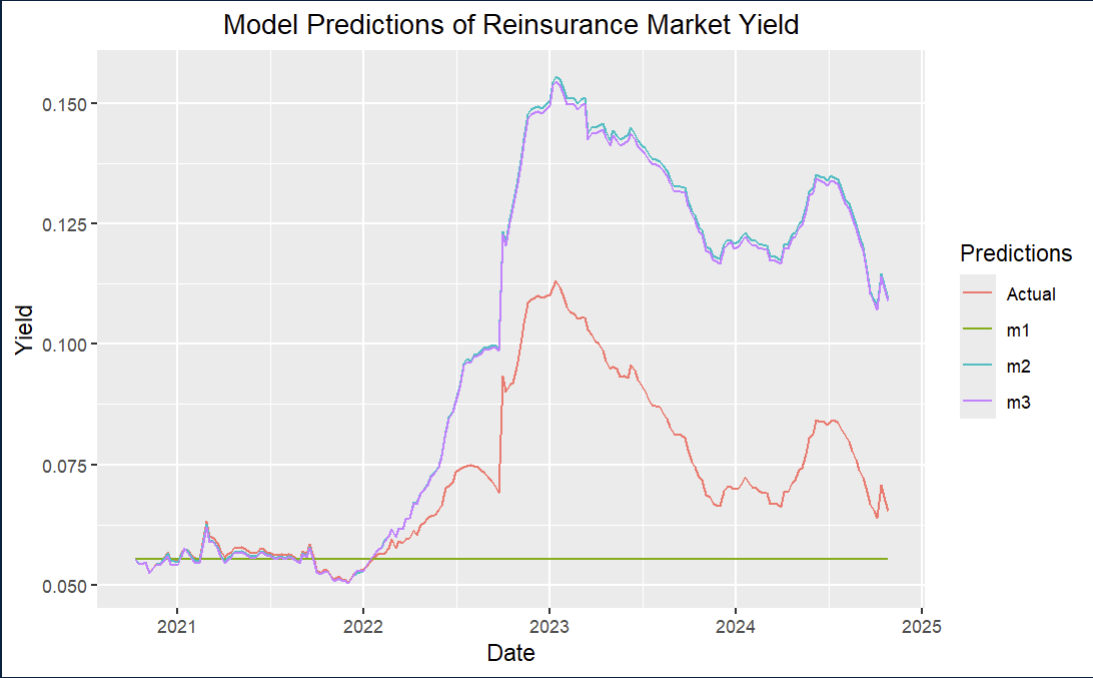 Model Predictions of Reinsurance Market Yield
Yield
0.150
0.125
0.100
0.075
0.050
2021 2022 2023 2024 2025
Date
Predictions
Actual
m1
m2
m3